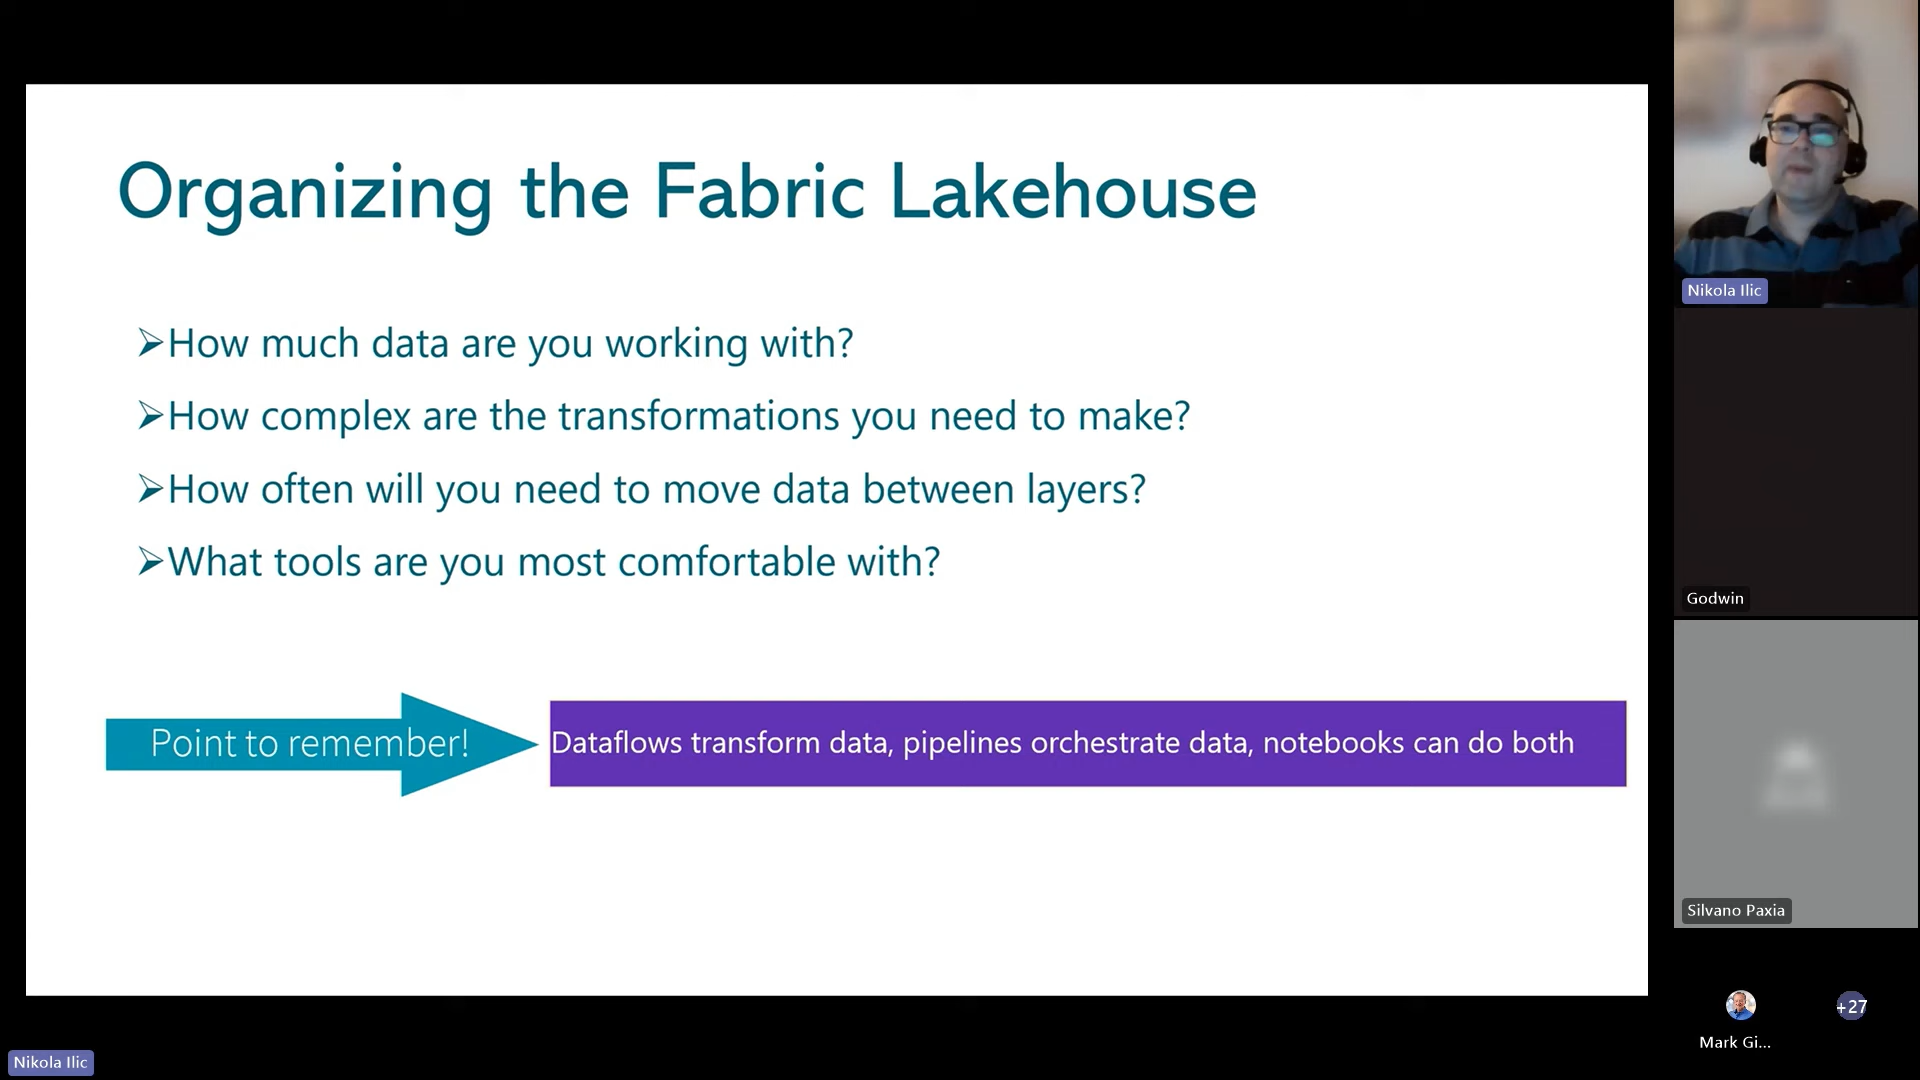 Organizing the Fabric Lakehouse
➢How much data are you working with?
➢How complex are the transformations you need to make?
➢How often will you need to move data between layers?
➢What tools are you most comfortable with?
Point to remember!
Dataflows transform data, pipelines orchestrate data, notebooks can do both
Nikola Ilic
Godwin
Silvano Paxia
+27
Mark Gi...
Nikola Ilic